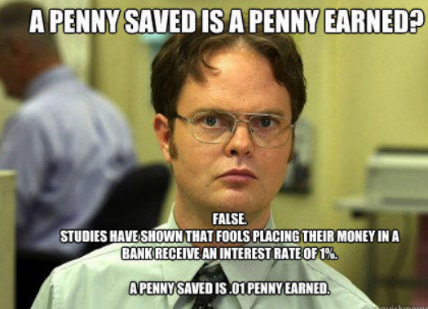 A PENNY SAVED IS A PENNY EARNED?
FALSE.
STUDIES HAVE SHOWN THAT FOOLS PLACING THEIR MONEY IN A
BANK RECEIVE AN INTEREST RATE OF 1%.
A PENNY SAVED IS .01 PENNY EARNED.